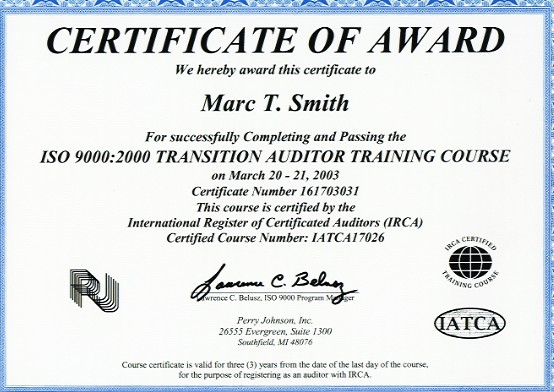 CERTIFICATE OF AWARD
We hereby award this certificate to
Marc T. Smith
For successfully Completing and Passing the
ISO 9000:2000 TRANSITION AUDITOR TRAINING COURSE
on March 20 - 21, 2003
Certificate Number 161703031
This course is certified by the
International Register of Certificated Auditors (IRCA)
Certified Course Number: IATCA17026
IRCA CERTIFIED
TRAINING COURSE
PJ
Lawrence C. Belusz
Lawrence C. Belusz, ISO 9000 Program Manager
Perry Johnson, Inc.
26555 Evergreen, Suite 1300
Southfield, MI 48076
IATCA
Course certificate is valid for three (3) years from the date of the last day of the course,
for the purpose of registering as an auditor with IRCA.